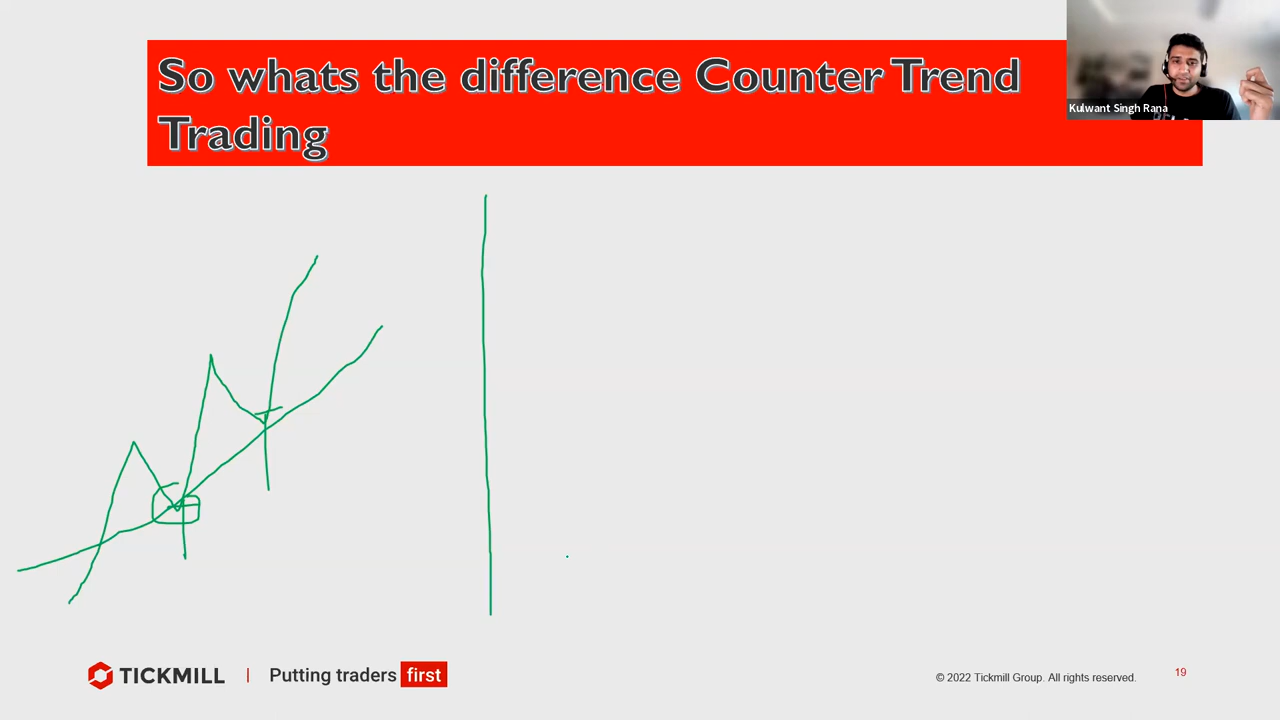 So whats the difference Counter Trend
Trading
Kulwant Singh Rana
TICKMILL | Putting traders first
© 2022 Tickmill Group. All rights reserved.
19